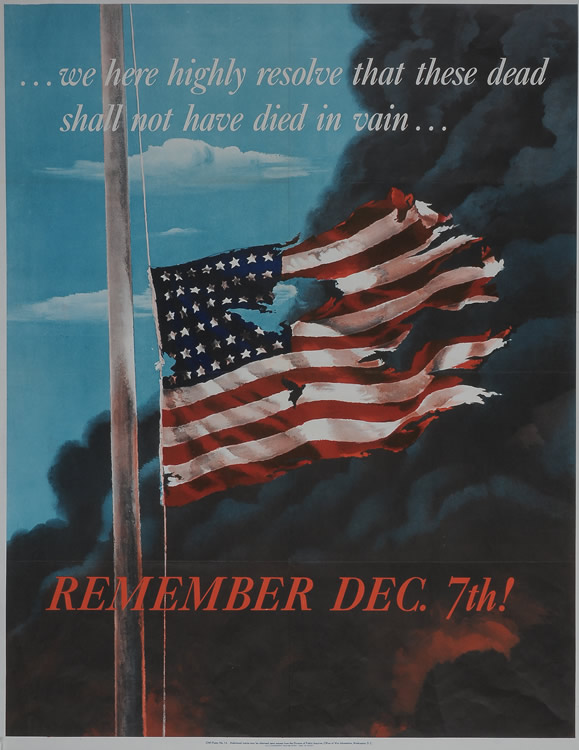 ...we here highly resolve that these dead
shall not have died in vain...
REMEMBER DEC. 7th!